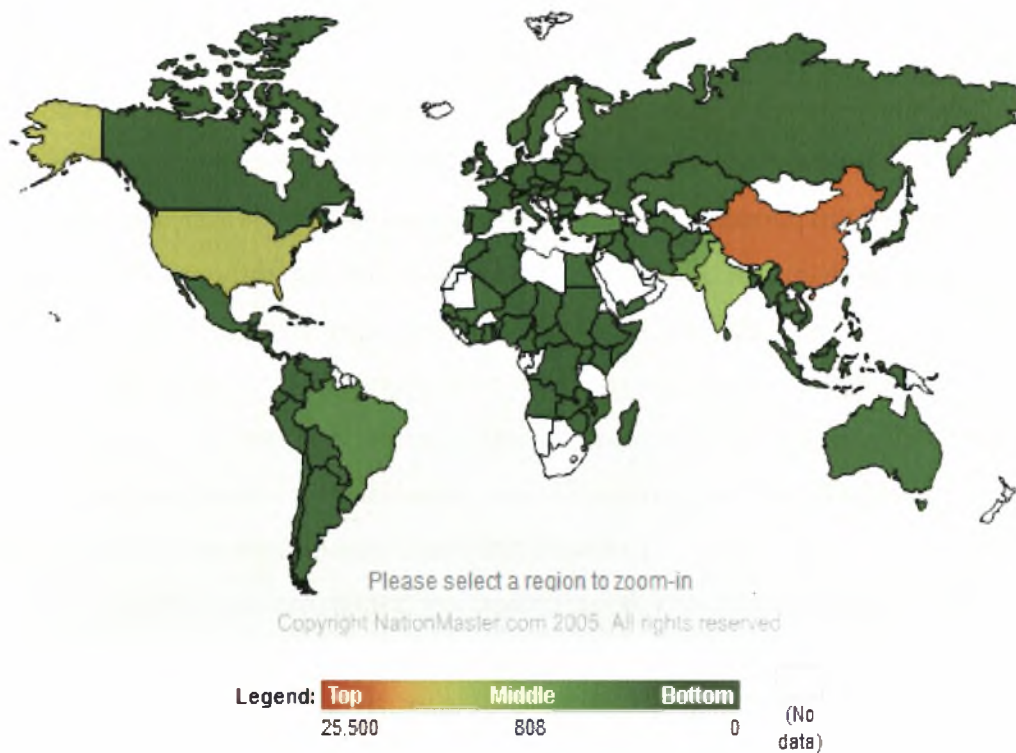 Please select a region to zoom-in
Copyright NationMaster.com 2005. All rights reserved
Legend: Top Middle Bottom
25.500 808 0 (No data)